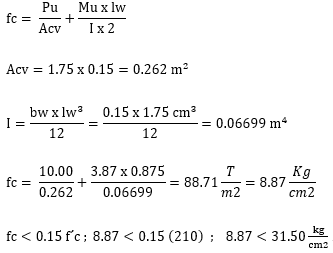 fc = Pu/Acv + Mu x lw/I x 2
Acv = 1.75 x 0.15 = 0.262 m²
I = bw x lw³/12 = 0.15 x 1.75 cm³/12 = 0.06699 m⁴
fc = 10.00/0.262 + 3.87 x 0.875/0.06699 = 88.71 T/m2 = 8.87 Kg/cm2
fc < 0.15 f´c ; 8.87 < 0.15 (210) ; 8.87 < 31.50 kg/cm2